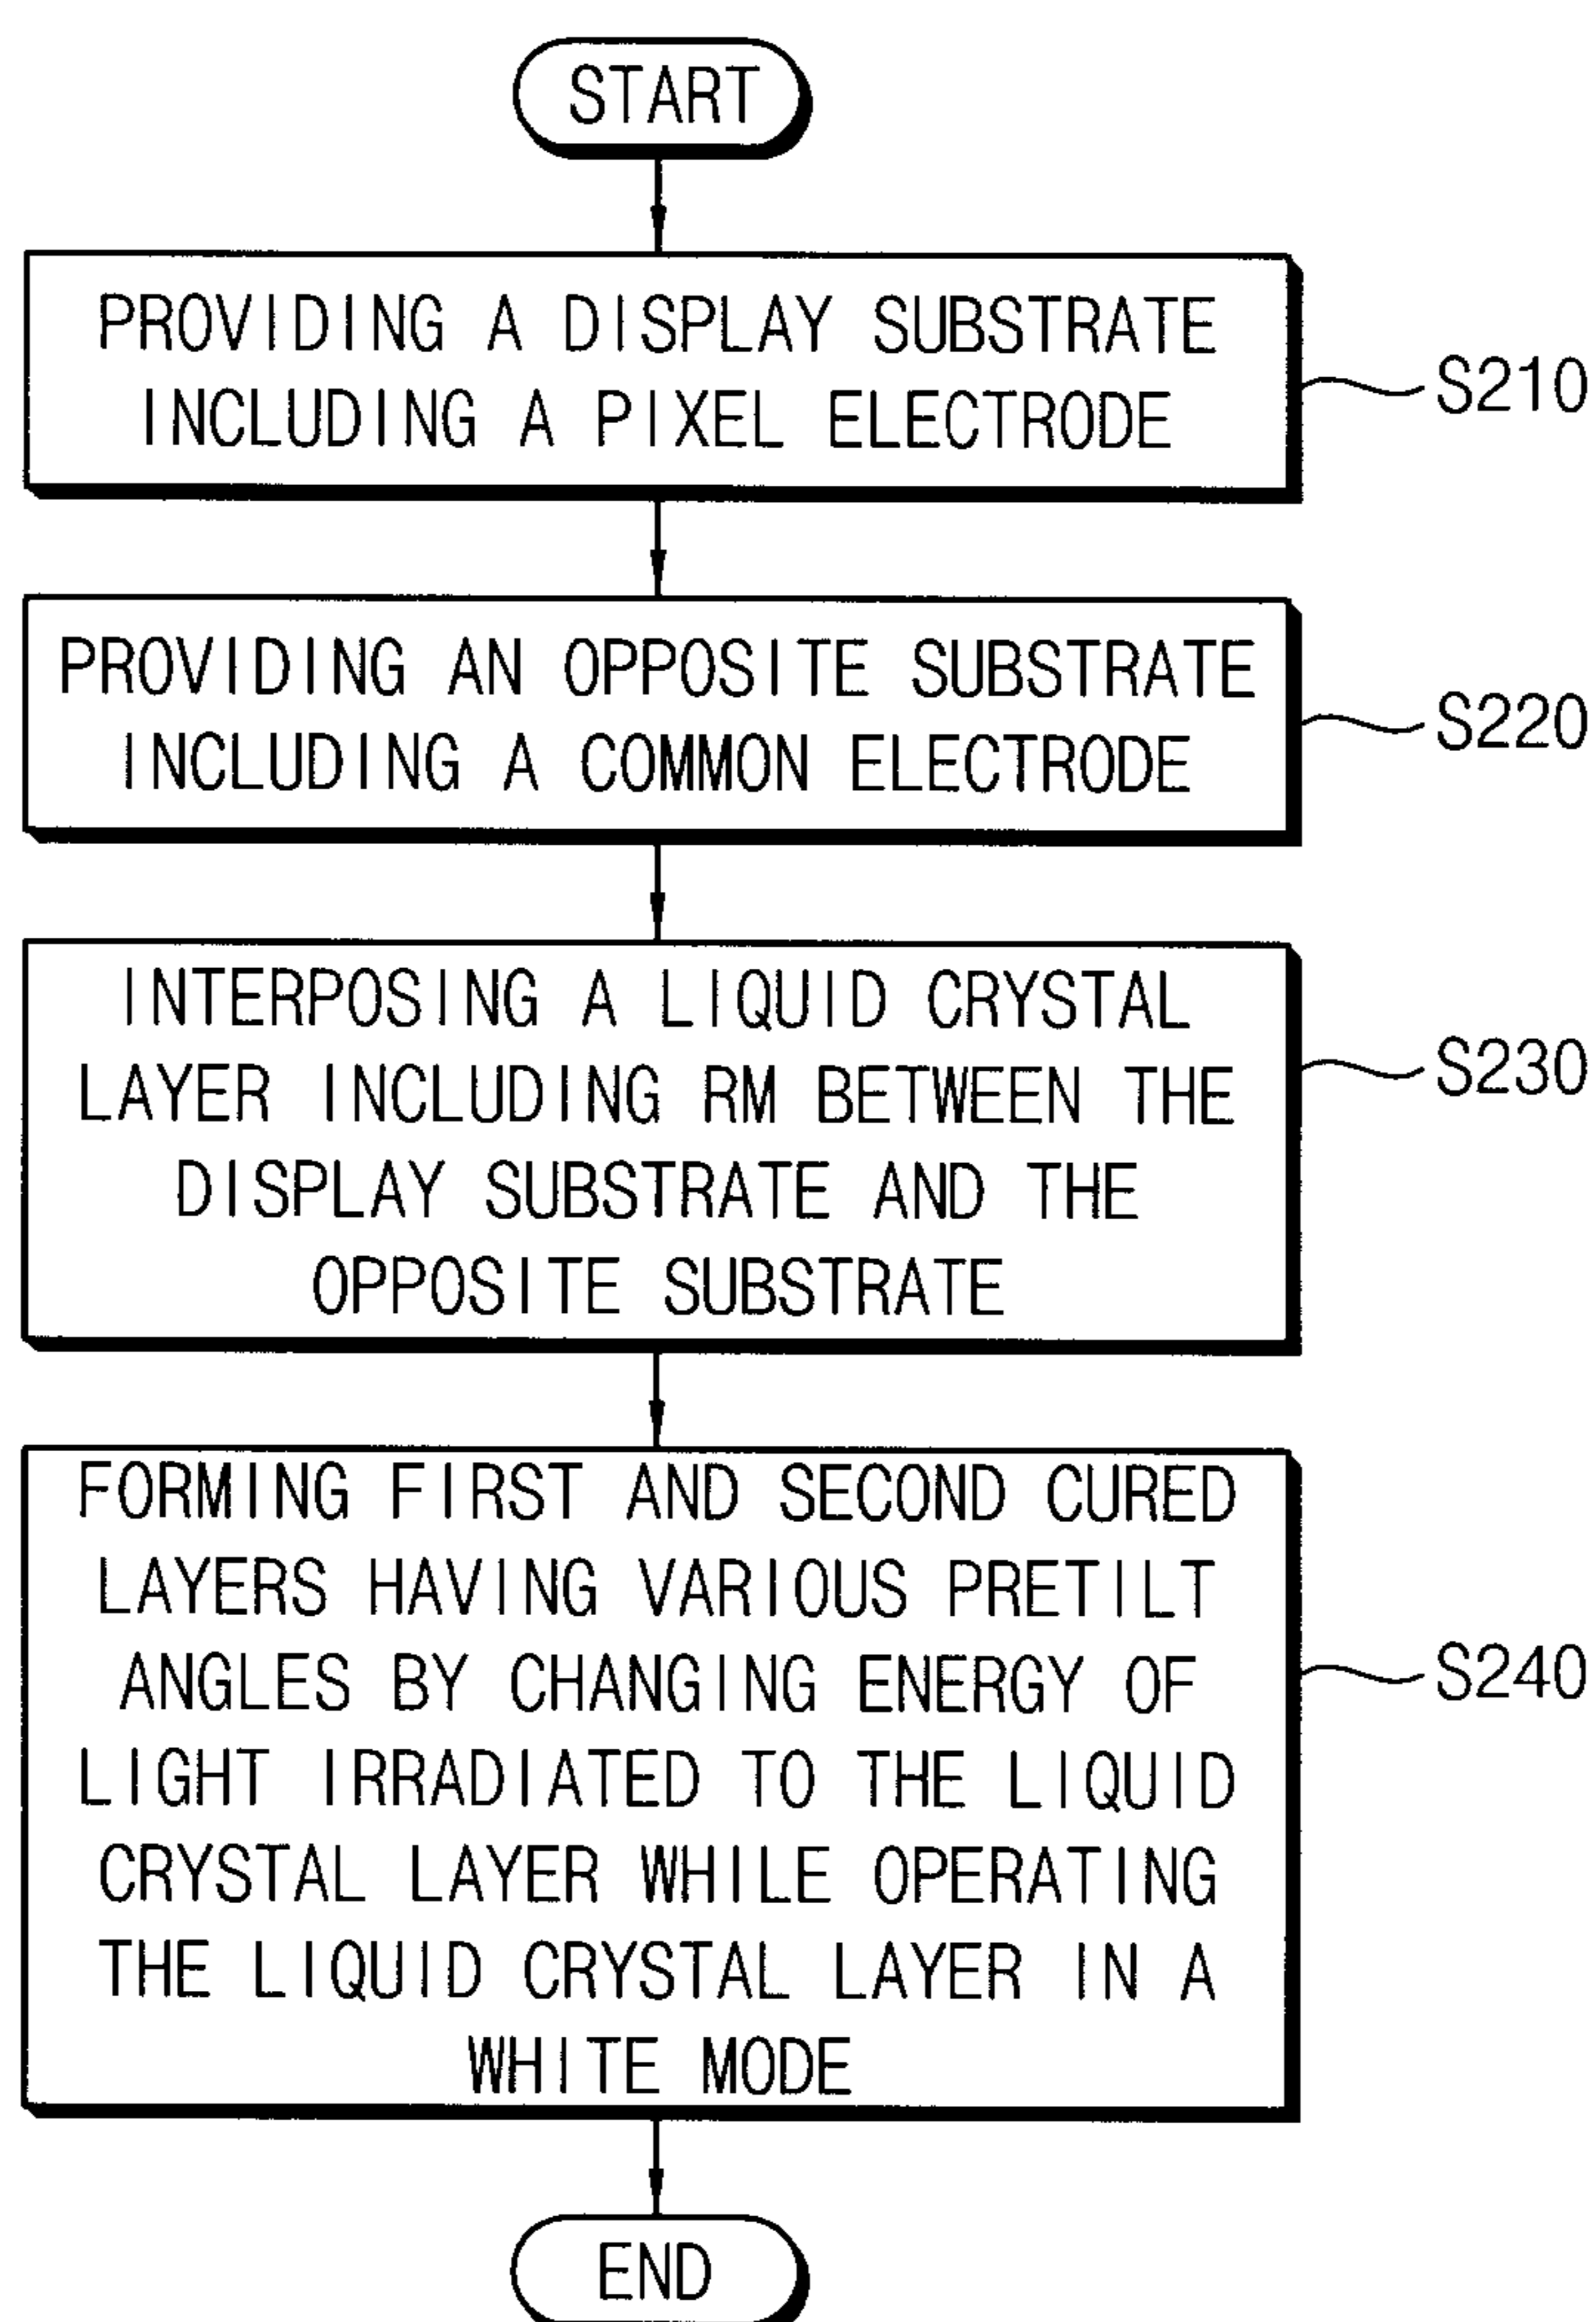 START
PROVIDING A DISPLAY SUBSTRATE
INCLUDING A PIXEL ELECTRODE
S210
PROVIDING AN OPPOSITE SUBSTRATE
INCLUDING A COMMON ELECTRODE
S220
INTERPOSING A LIQUID CRYSTAL
LAYER INCLUDING RM BETWEEN THE
DISPLAY SUBSTRATE AND THE
OPPOSITE SUBSTRATE
S230
FORMING FIRST AND SECOND CURED
LAYERS HAVING VARIOUS PRETILT
ANGLES BY CHANGING ENERGY OF
LIGHT IRRADIATED TO THE LIQUID
CRYSTAL LAYER WHILE OPERATING
THE LIQUID CRYSTAL LAYER IN A
WHITE MODE
S240
END